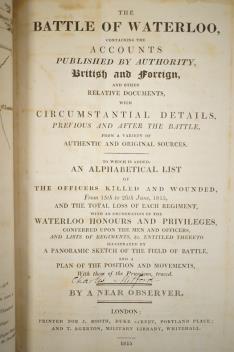 THE
BATTLE OF WATERLOO,
CONTAINING THE
ACCOUNTS
PUBLISHED BY AUTHORITY,
British and Foreign,
AND OTHER
RELATIVE DOCUMENTS,
WITH
CIRCUMSTANTIAL DETAILS,
PREVIOUS AND AFTER THE BATTLE,
FROM A VARIETY OF
AUTHENTIC AND ORIGINAL SOURCES.
TO WHICH IS ADDED,
AN ALPHABETICAL LIST
OF
THE OFFICERS KILLED AND WOUNDED,
From 15th to 26th June, 1815,
AND THE TOTAL LOSS OF EACH REGIMENT,
WITH AN ENUMERATION OF THE
WATERLOO HONOURS AND PRIVILEGES,
CONFERRED UPON THE MEN AND OFFICERS,
AND LISTS OF REGIMENTS, &c. ENTITLED THERETO
ILLUSTRATED BY
A PANORAMIC SKETCH OF THE FIELD OF BATTLE,
AND A
PLAN OF THE POSITION AND MOVEMENTS,
With those of the Prussians, traced.
Charles
BY A NEAR OBSERVER.
LONDON:
PRINTED FOR J. BOOTH, DUKE STREET, PORTLAND PLACE;
AND T. EGERTON, MILITARY LIBRARY, WHITEHALL.
1815